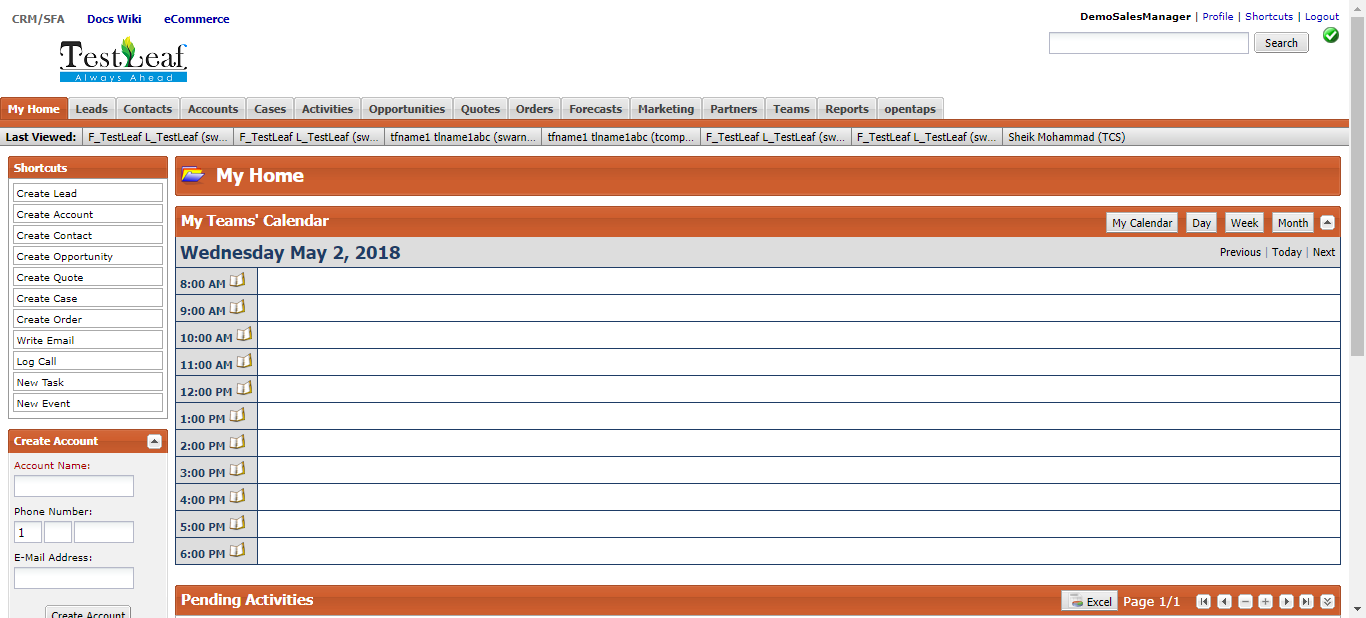 CRM/SFA Docs Wiki eCommerce
DemoSalesManager | Profile | Shortcuts | Logout
Search
TestLeaf
Always Ahead
My Home Leads Contacts Accounts Cases Activities Opportunities Quotes Orders Forecasts Marketing Partners Teams Reports opentaps
Last Viewed: F_TestLeaf L_TestLeaf (sw... F_TestLeaf L_TestLeaf (sw... tfname1 tlname1abc (swarn... tfname1 tlname1abc (tcomp... F_TestLeaf L_TestLeaf (sw... F_TestLeaf L_TestLeaf (sw... Sheik Mohammad (TCS)
Shortcuts
Create Lead
Create Account
Create Contact
Create Opportunity
Create Quote
Create Case
Create Order
Write Email
Log Call
New Task
New Event
Create Account
Account Name:
Phone Number:
1
E-Mail Address:
Create Account
My Home
My Teams' Calendar
My Calendar Day Week Month
Wednesday May 2, 2018
Previous | Today | Next
8:00 AM
9:00 AM
10:00 AM
11:00 AM
12:00 PM
1:00 PM
2:00 PM
3:00 PM
4:00 PM
5:00 PM
6:00 PM
Pending Activities
Excel Page 1/1